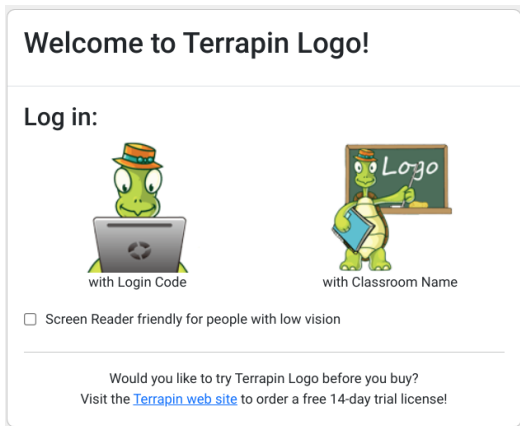 Welcome to Terrapin Logo!
Log in:
Logo
with Login Code
with Classroom Name
Screen Reader friendly for people with low vision
Would you like to try Terrapin Logo before you buy?
Visit the Terrapin web site to order a free 14-day trial license!